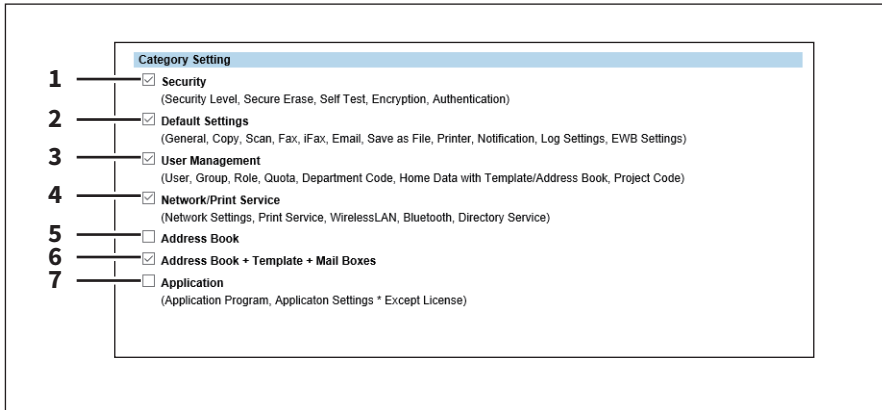 Category Setting
1 Security
(Security Level, Secure Erase, Self Test, Encryption, Authentication)
2 Default Settings
(General, Copy, Scan, Fax, iFax, Email, Save as File, Printer, Notification, Log Settings, EWB Settings)
3 User Management
(User, Group, Role, Quota, Department Code, Home Data with Template/Address Book, Project Code)
4 Network/Print Service
(Network Settings, Print Service, WirelessLAN, Bluetooth, Directory Service)
5 Address Book
6 Address Book + Template + Mail Boxes
7 Application
(Application Program, Applicaton Settings * Except License)